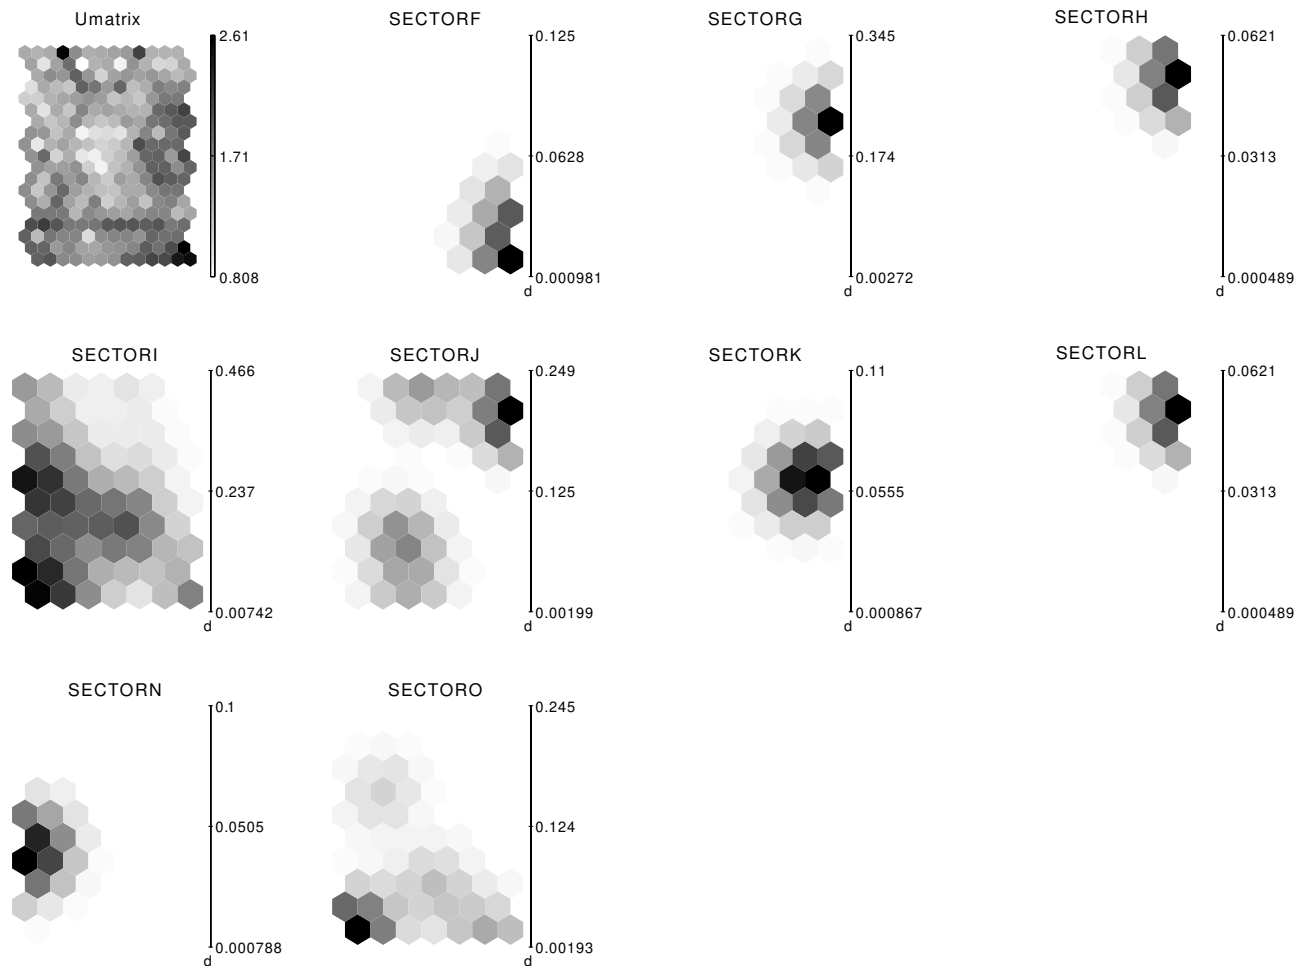 Umatrix
2.61
1.71
0.808
SECTORF
0.125
0.0628
0.000981
d
SECTORG
0.345
0.174
0.00272
d
SECTORH
0.0621
0.0313
0.000489
d
SECTORI
0.466
0.237
0.00742
d
SECTORJ
0.249
0.125
0.00199
d
SECTORK
0.11
0.0555
0.000867
d
SECTORL
0.0621
0.0313
0.000489
d
SECTORN
0.1
0.0505
0.000788
d
SECTORO
0.245
0.124
0.00193
d